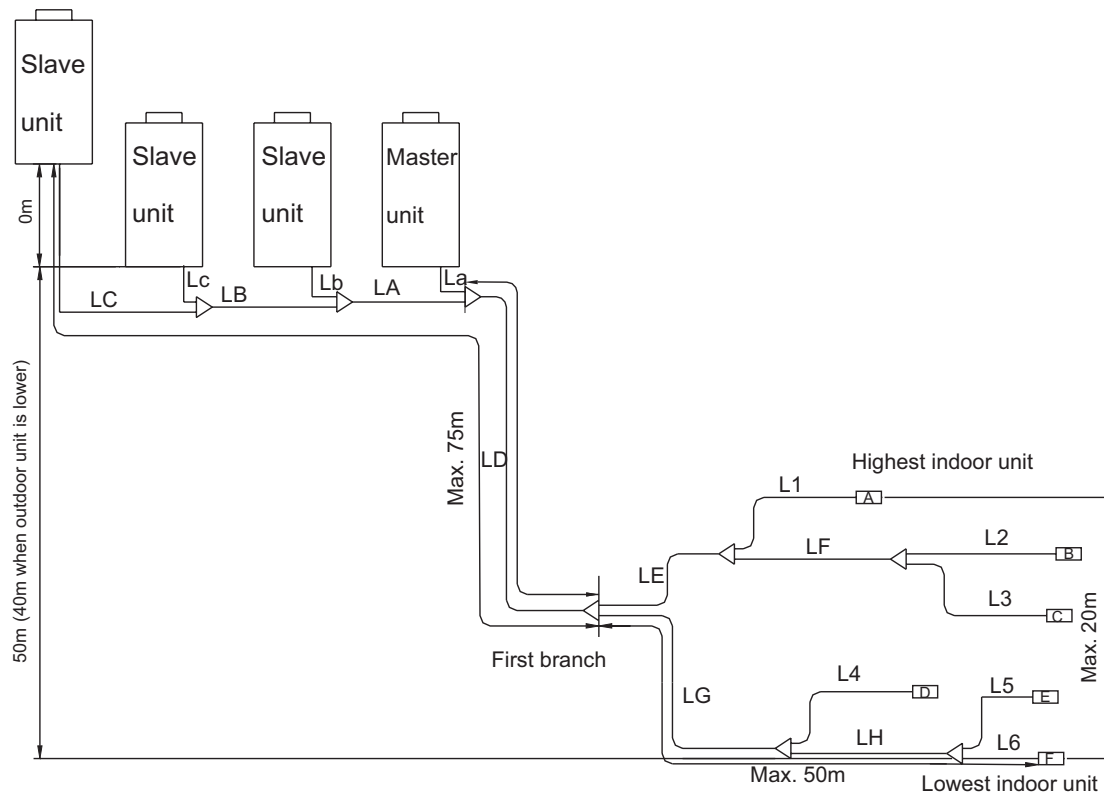 Slave
unit
Slave
unit
Slave
unit
Master
unit
0m
Lc
LB
Lb
LA
La
LC
50m (40m when outdoor unit is lower)
Max. 75m
LD
Highest indoor unit
L1
A
LF
L2
B
LE
L3
C
Max. 20m
First branch
L4
D
L5
E
LG
LH
L6
F
Max. 50m
Lowest indoor unit